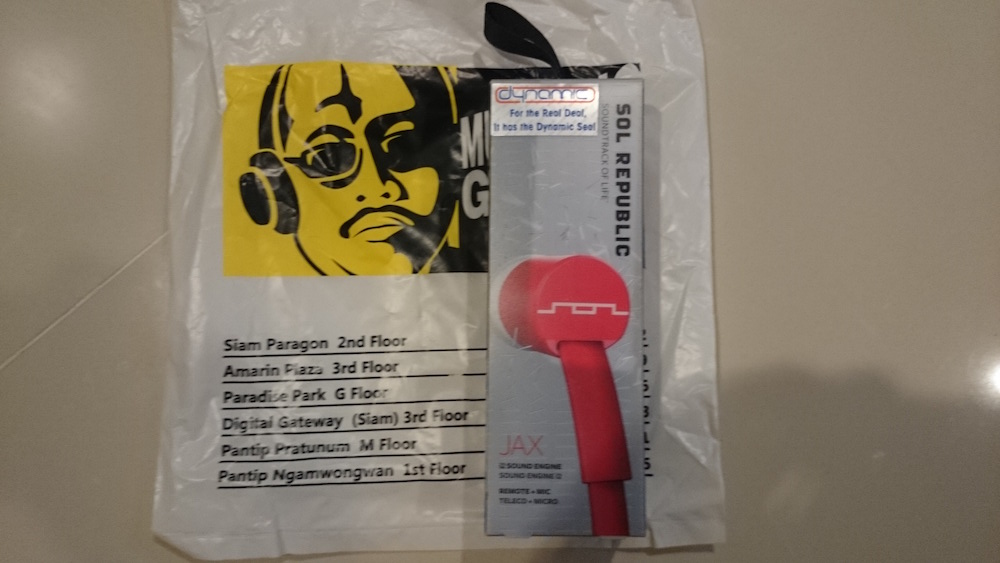 dynamic
For the Real Deal,
It has the Dynamic Seal
SOL REPUBLIC
SOUNDTRACK OF LIFE
JAX
i2 SOUND ENGINE
SOUND ENGINE i2
REMOTE + MIC
TELECO + MICRO
M
G
Siam Paragon 2nd Floor
Amarin Plaza 3rd Floor
Paradise Park G Floor
Digital Gateway (Siam) 3rd Floor
Pantip Pratunum M Floor
Pantip Ngamwongwan 1st Floor